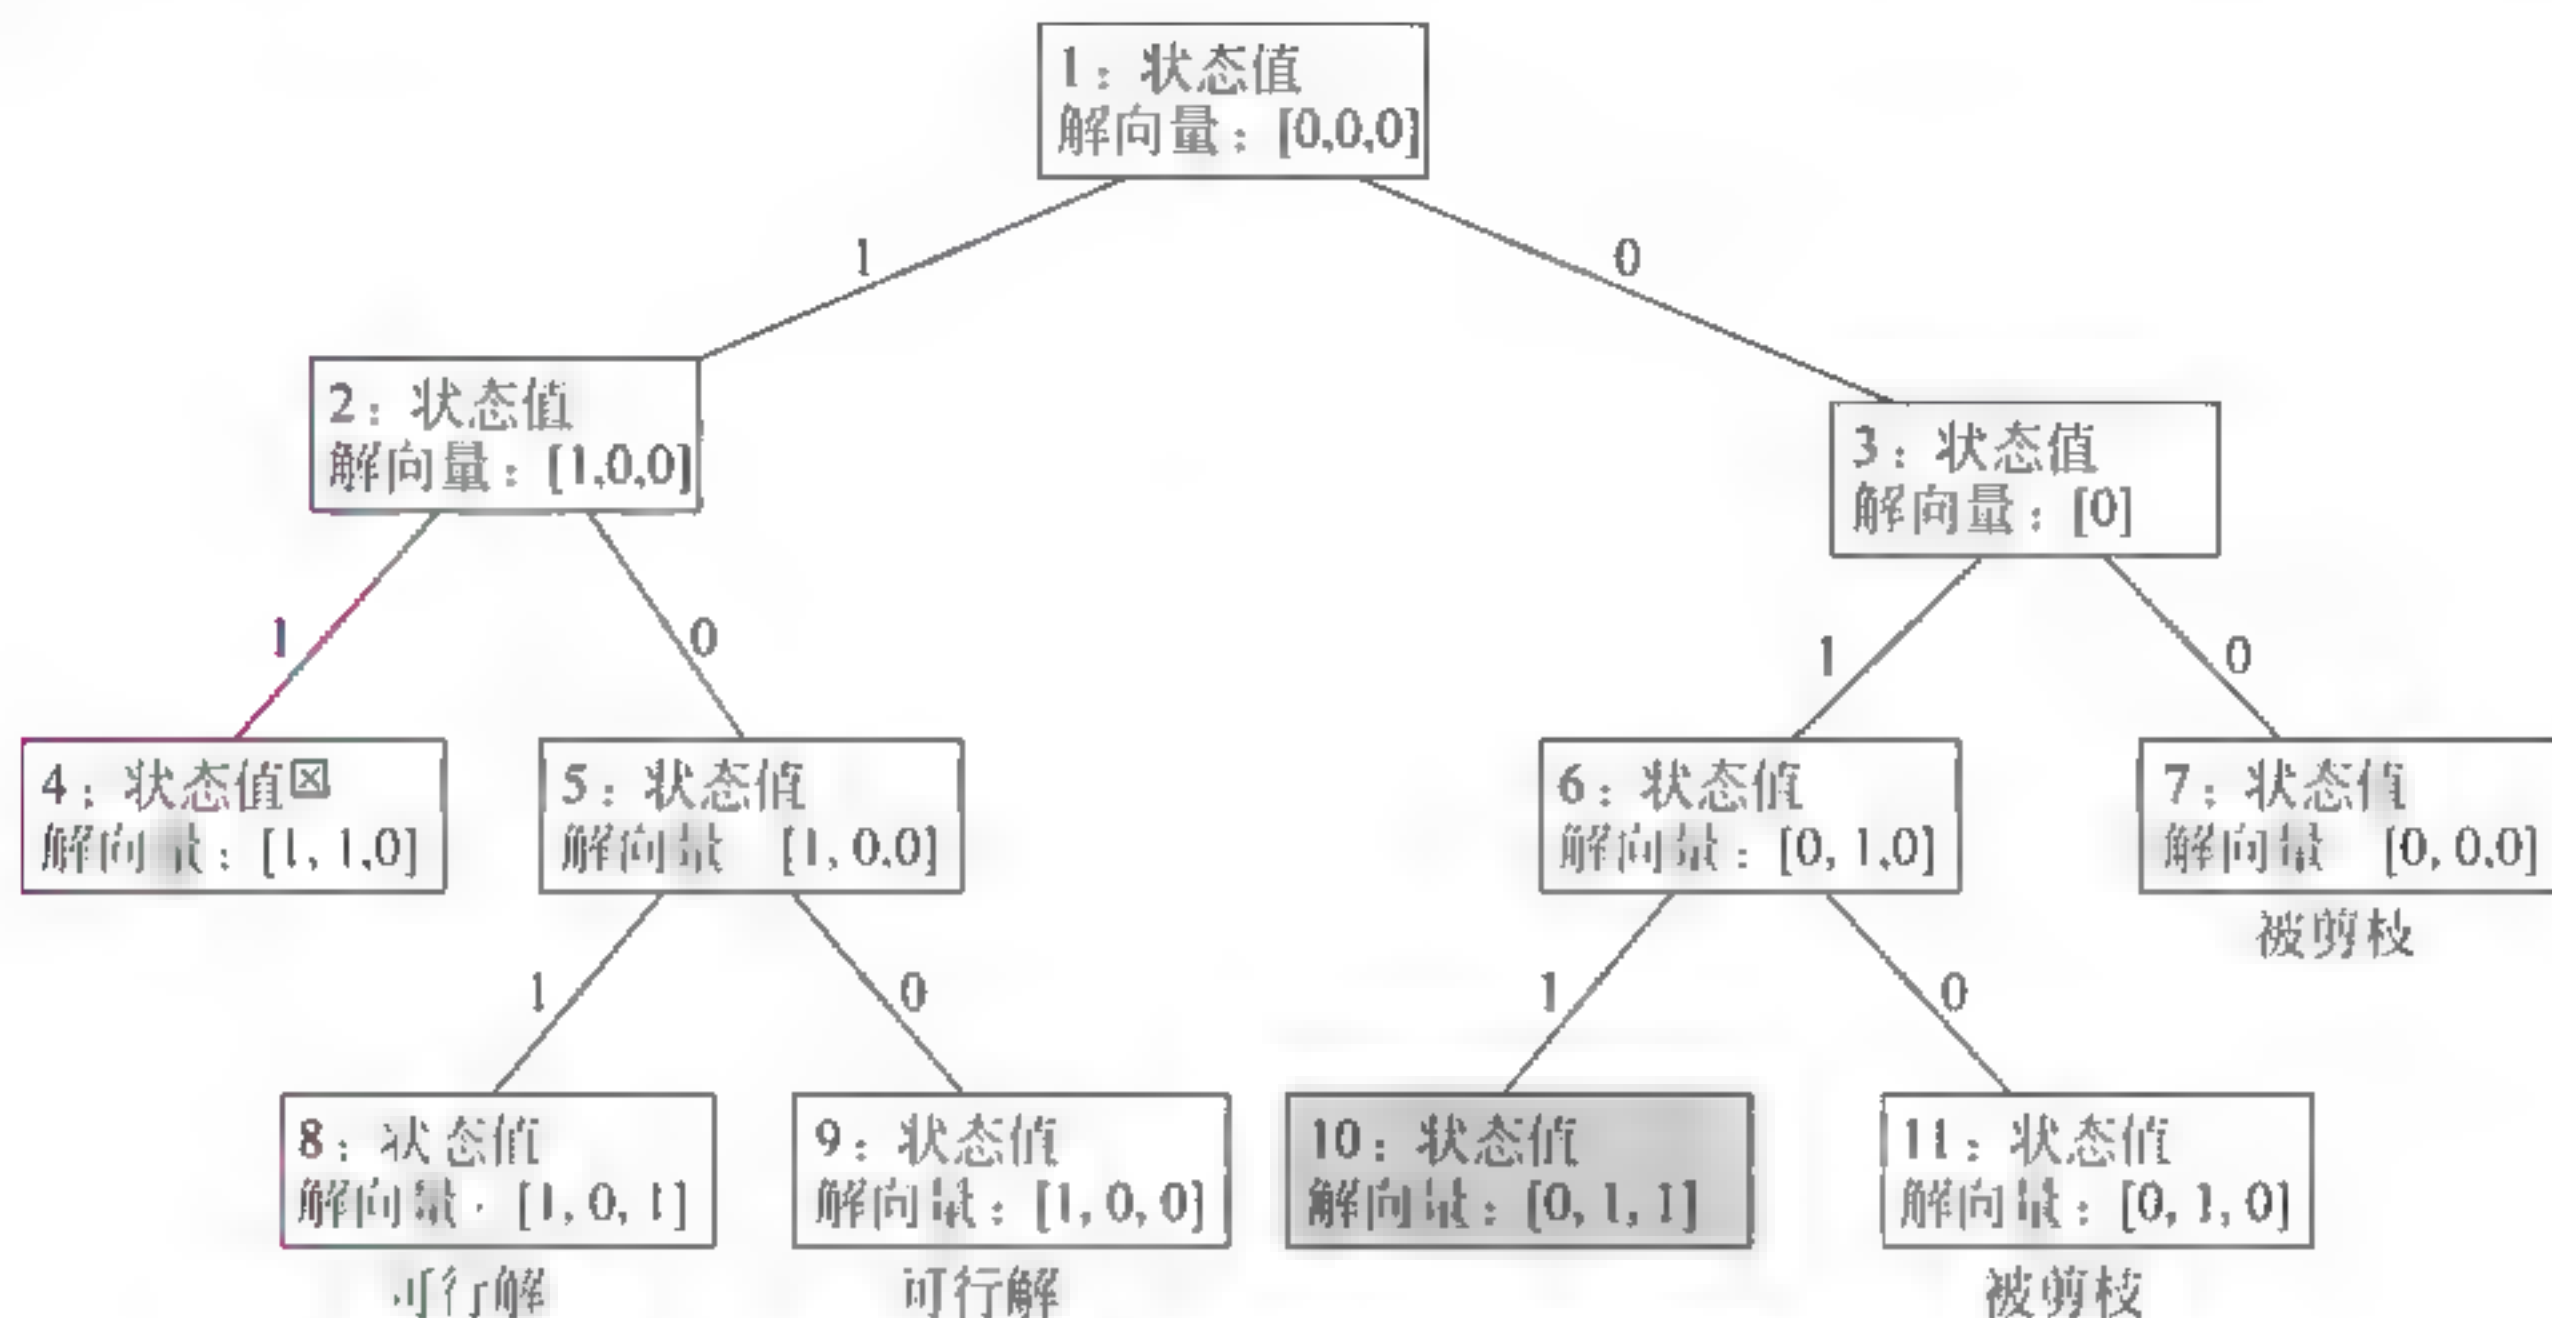 1：状态值
解向量：[0,0,0]
1
0
2：状态值
解向量：[1,0,0]
3：状态值
解向量：[0]
1
0
1
0
4：状态值
解向量：[1, 1,0]
5：状态值
解向量 [1, 0,0]
6：状态值
解向量：[0, 1,0]
7：状态值
解向量 [0, 0,0]
被剪枝
1
0
1
0
8：状态值
解向量：[1, 0, 1]
9：状态值
解向量：[1, 0, 0]
10：状态值
解向量：[0, 1, 1]
11：状态值
解向量：[0, 1, 0]
可行解
可行解
被剪枝